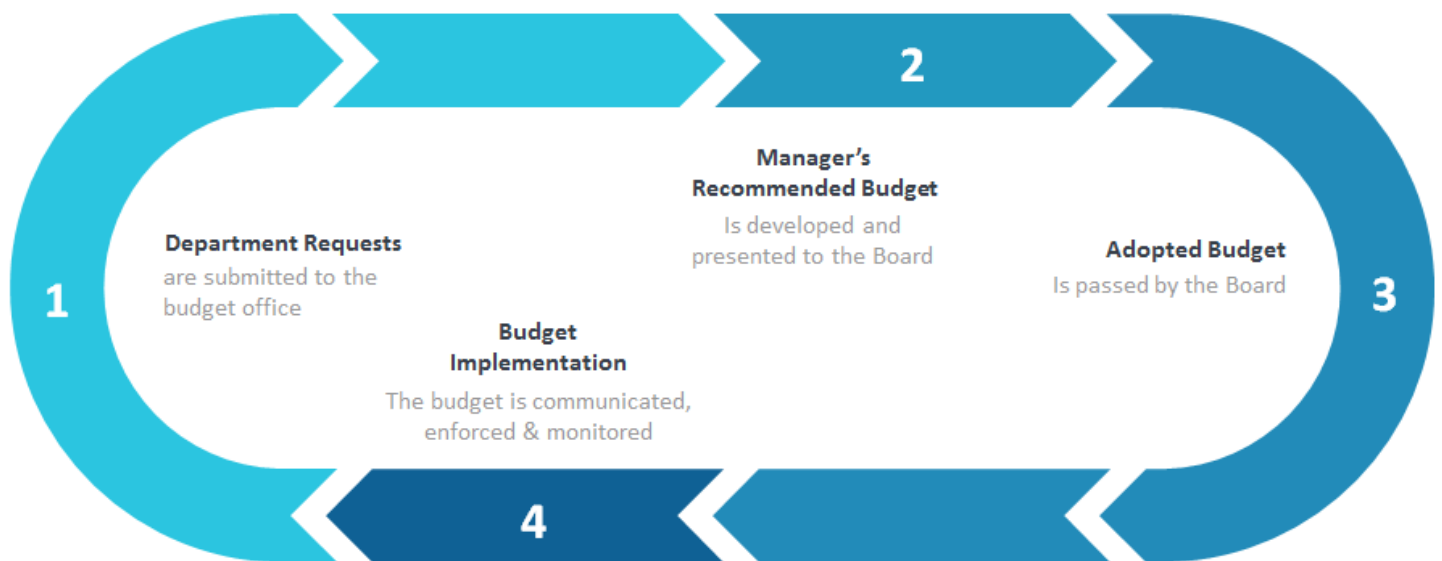 1
Department Requests
are submitted to the
budget office
2
Manager's
Recommended Budget
Is developed and
presented to the Board
3
Adopted Budget
Is passed by the Board
4
Budget
Implementation
The budget is communicated,
enforced & monitored